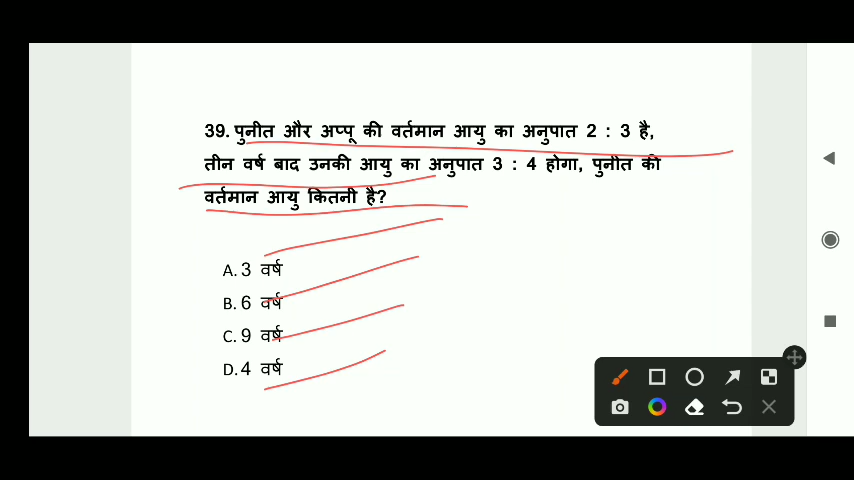 39. पुनीत और अप्पू की वर्तमान आयु का अनुपात 2 : 3 है,
तीन वर्ष बाद उनकी आयु का अनुपात 3 : 4 होगा, पुनीत की
वर्तमान आयु कितनी है?
A. 3 वर्ष
B. 6 वर्ष
C. 9 वर्ष
D. 4 वर्ष